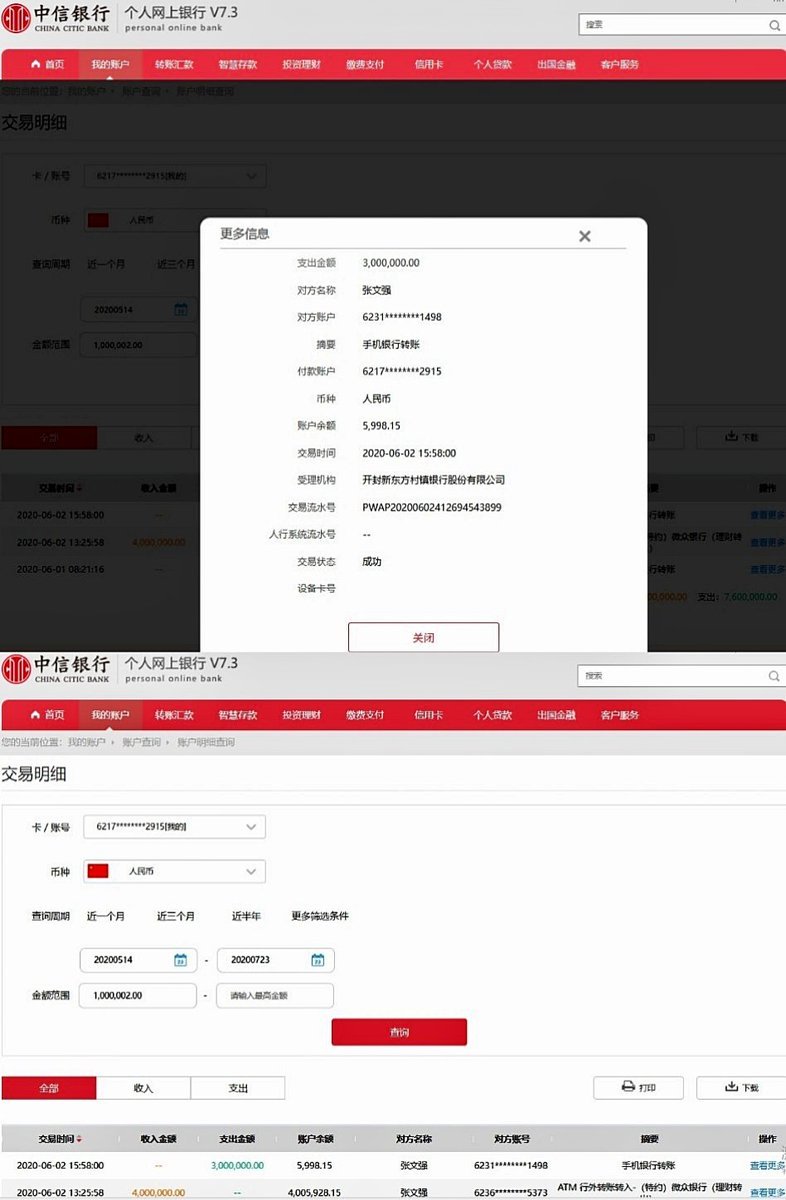 中信银行 个人网上银行 V7.3
CHINA CITIC BANK personal online bank
搜索
首页 我的账户 转账汇款 智慧存款 投资理财 缴费支付 信用卡 个人贷款 出国金融 客户服务
您的当前位置：我的账户 账户查询 账户明细查询
交易明细
卡 / 账号 6217********2915[我的]
币种 人民币
查询周期 近一个月 近三个月
20200514
金额范围 1,000,002.00
全部 收入 下载
交易时间 收入金额 操作
2020-06-02 15:58:00 -- 行转账 查看更多
2020-06-02 13:25:58 4,000,000.00 特约）微众银行（理财转 查看更多
2020-06-01 08:21:16 -- 行转账 查看更多
支出：7,600,000.00
更多信息
支出金额 3,000,000.00
对方名称 张文强
对方账户 6231********1498
摘要 手机银行转账
付款账户 6217********2915
币种 人民币
账户余额 5,998.15
交易时间 2020-06-02 15:58:00
受理机构 开封新东方村镇银行股份有限公司
交易流水号 PWAP20200602412694543899
人行系统流水号 --
交易状态 成功
设备卡号
关闭
中信银行 个人网上银行 V7.3
CHINA CITIC BANK personal online bank
搜索
首页 我的账户 转账汇款 智慧存款 投资理财 缴费支付 信用卡 个人贷款 出国金融 客户服务
您的当前位置：我的账户 账户查询 账户明细查询
交易明细
卡 / 账号 6217********2915[我的]
币种 人民币
查询周期 近一个月 近三个月 近半年 更多筛选条件
20200514 - 20200723
金额范围 1,000,002.00 - 请输入最高金额
查询
全部 收入 支出 打印 下载
交易时间 收入金额 支出金额 账户余额 对方名称 对方账号 摘要 操作
2020-06-02 15:58:00 -- 3,000,000.00 5,998.15 张文强 6231********1498 手机银行转账 查看更多
2020-06-02 13:25:58 4,000,000.00 -- 4,005,928.15 张文强 6236********5373 ATM 行外转账转入-（特约）微众银行（理财转 查看更多